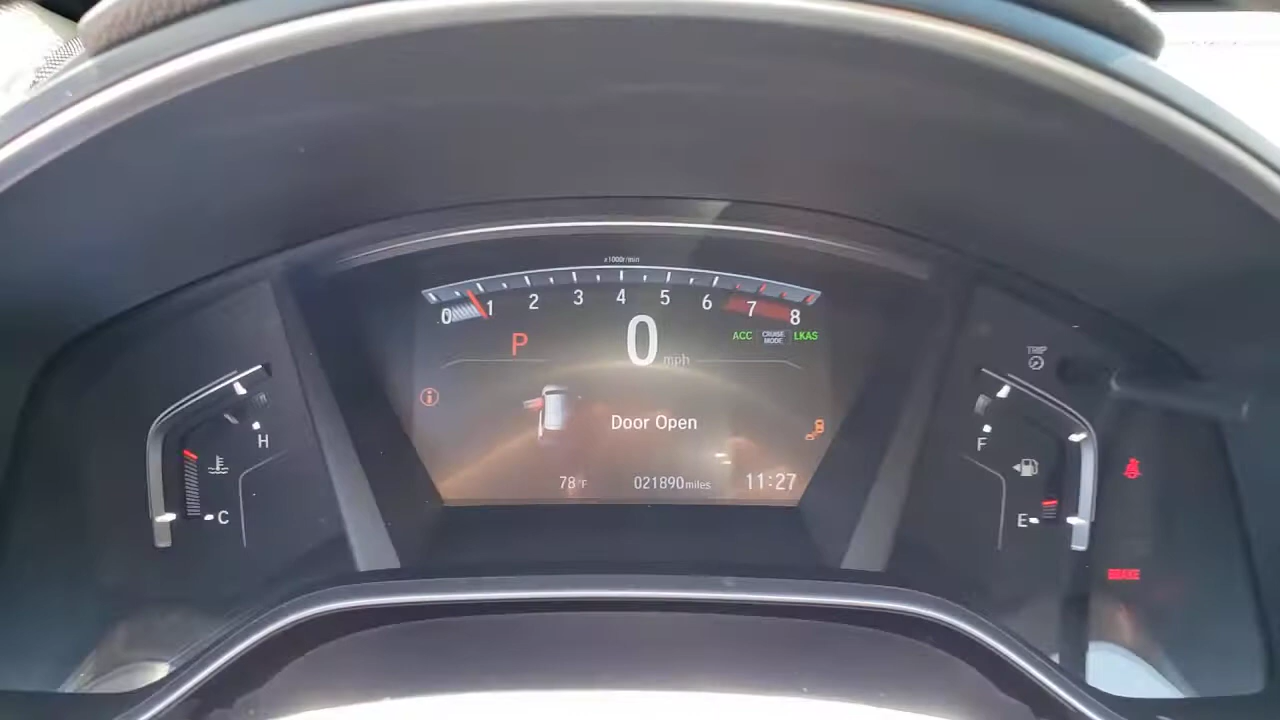 x1000r/min
0 1 2 3 4 5 6 7 8
P 0 mph ACC CRUISE MODE LKAS
TRIP
H
F
Door Open
C
E
78°F 021890miles 11:27
BRAKE